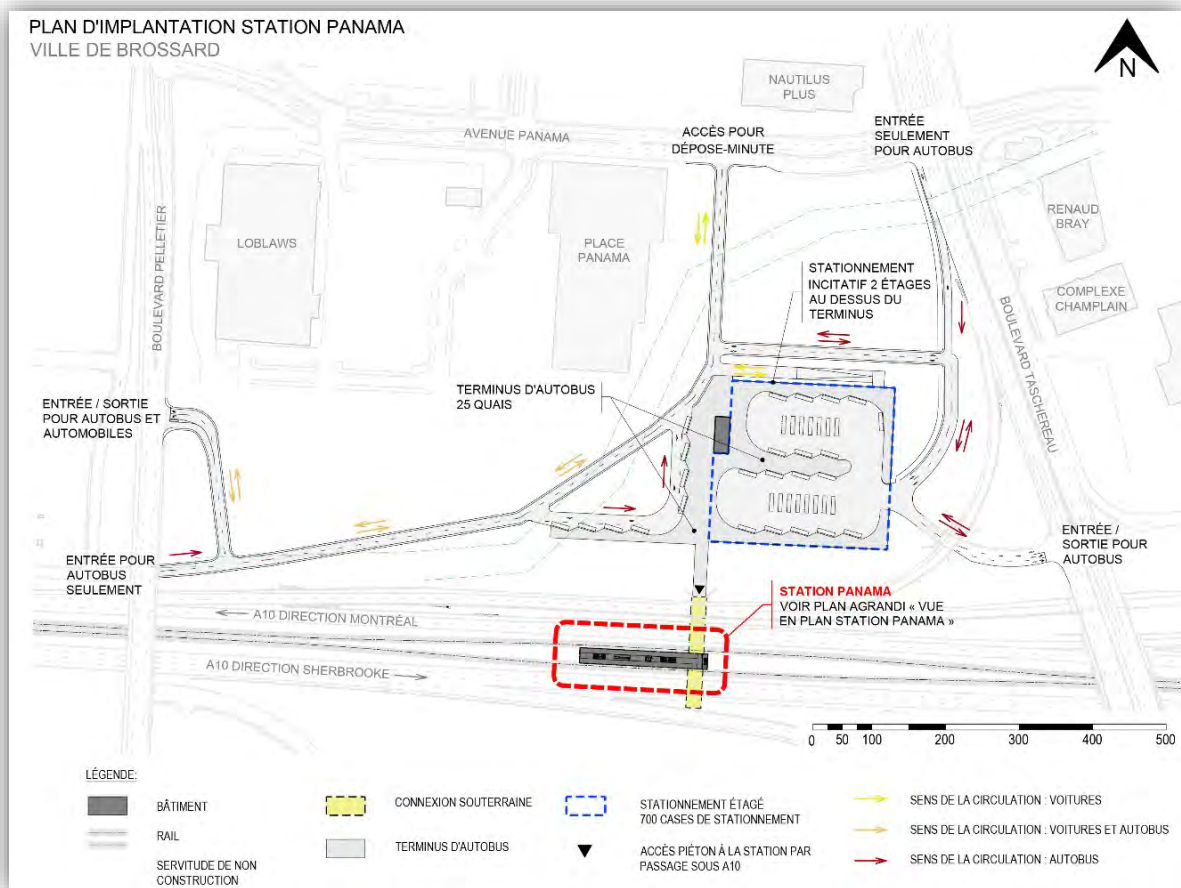 PLAN D'IMPLANTATION STATION PANAMA
VILLE DE BROSSARD
N
NAUTILUS
PLUS
AVENUE PANAMA
ACCÈS POUR
DÉPOSE-MINUTE
ENTRÉE
SEULEMENT
POUR AUTOBUS
BOULEVARD PELLETIER
LOBLAWS
PLACE
PANAMA
RENAUD
BRAY
STATIONNEMENT
INCITATIF 2 ÉTAGES
AU DESSUS DU
TERMINUS
COMPLEXE
CHAMPLAIN
BOULEVARD TASCHEREAU
TERMINUS D'AUTOBUS
25 QUAIS
ENTRÉE / SORTIE
POUR AUTOBUS ET
AUTOMOBILES
ENTRÉE /
SORTIE POUR
AUTOBUS
ENTRÉE POUR
AUTOBUS
SEULEMENT
STATION PANAMA
VOIR PLAN AGRANDI « VUE
EN PLAN STATION PANAMA »
A10 DIRECTION MONTRÉAL
A10 DIRECTION SHERBROOKE
0 50 100 200 300 400 500
LÉGENDE:
BÂTIMENT
RAIL
SERVITUDE DE NON
CONSTRUCTION
CONNEXION SOUTERRAINE
TERMINUS D'AUTOBUS
STATIONNEMENT ÉTAGÉ
700 CASES DE STATIONNEMENT
ACCÈS PIÉTON À LA STATION PAR
PASSAGE SOUS A10
SENS DE LA CIRCULATION : VOITURES
SENS DE LA CIRCULATION : VOITURES ET AUTOBUS
SENS DE LA CIRCULATION : AUTOBUS